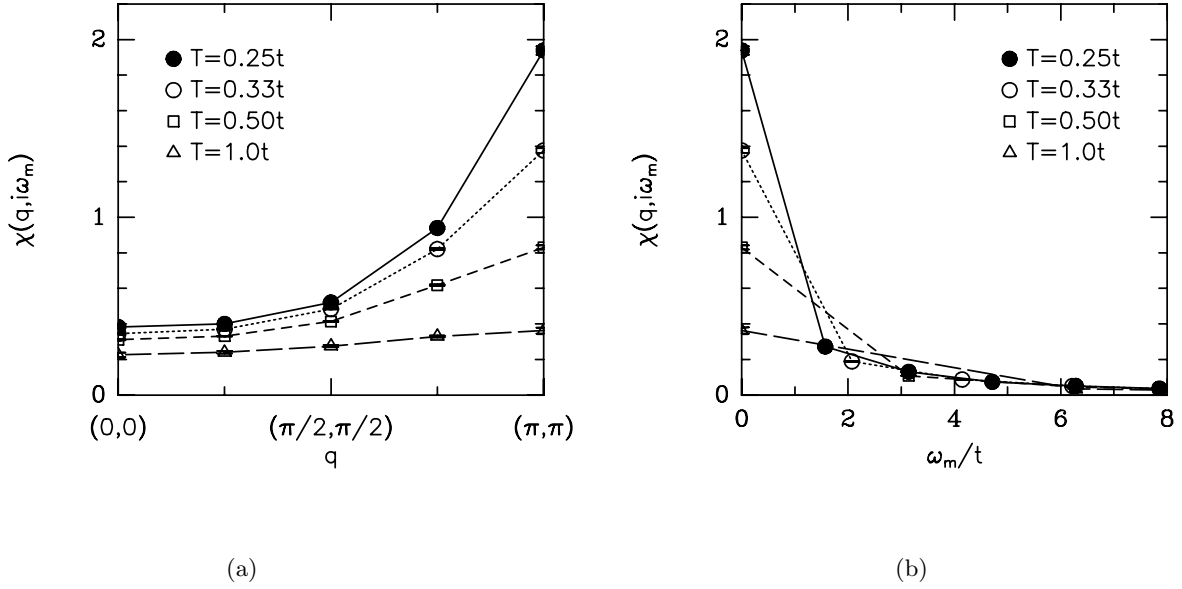 χ(q,iω_m)
2
1
0
T=0.25t
T=0.33t
T=0.50t
T=1.0t
(0,0)
(π/2,π/2)
(π,π)
q
(a)
χ(q,iω_m)
2
1
0
T=0.25t
T=0.33t
T=0.50t
T=1.0t
0
2
4
6
8
ω_m/t
(b)